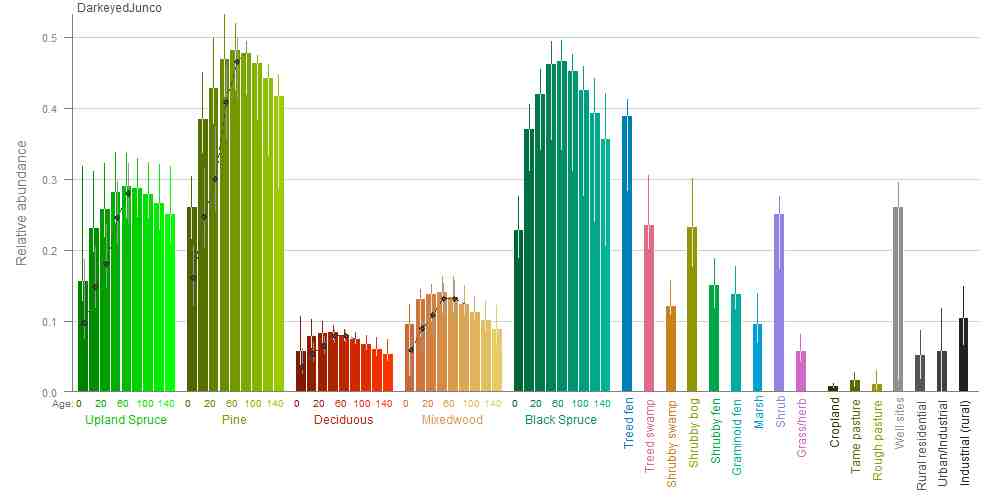 DarkeyedJunco
0.5
0.4
0.3
0.2
0.1
0.0
Relative abundance
Age: 0 20 60 100 140 0 20 60 100 140 0 20 60 100 140 0 20 60 100 140 0 20 60 100 140
Upland Spruce Pine Deciduous Mixedwood Black Spruce
Treed fen
Treed swamp
Shrubby swamp
Shrubby bog
Shrubby fen
Graminoid fen
Marsh
Shrub
Grass/herb
Cropland
Tame pasture
Rough pasture
Well sites
Rural residential
Urban/Industrial
Industrial (rural)